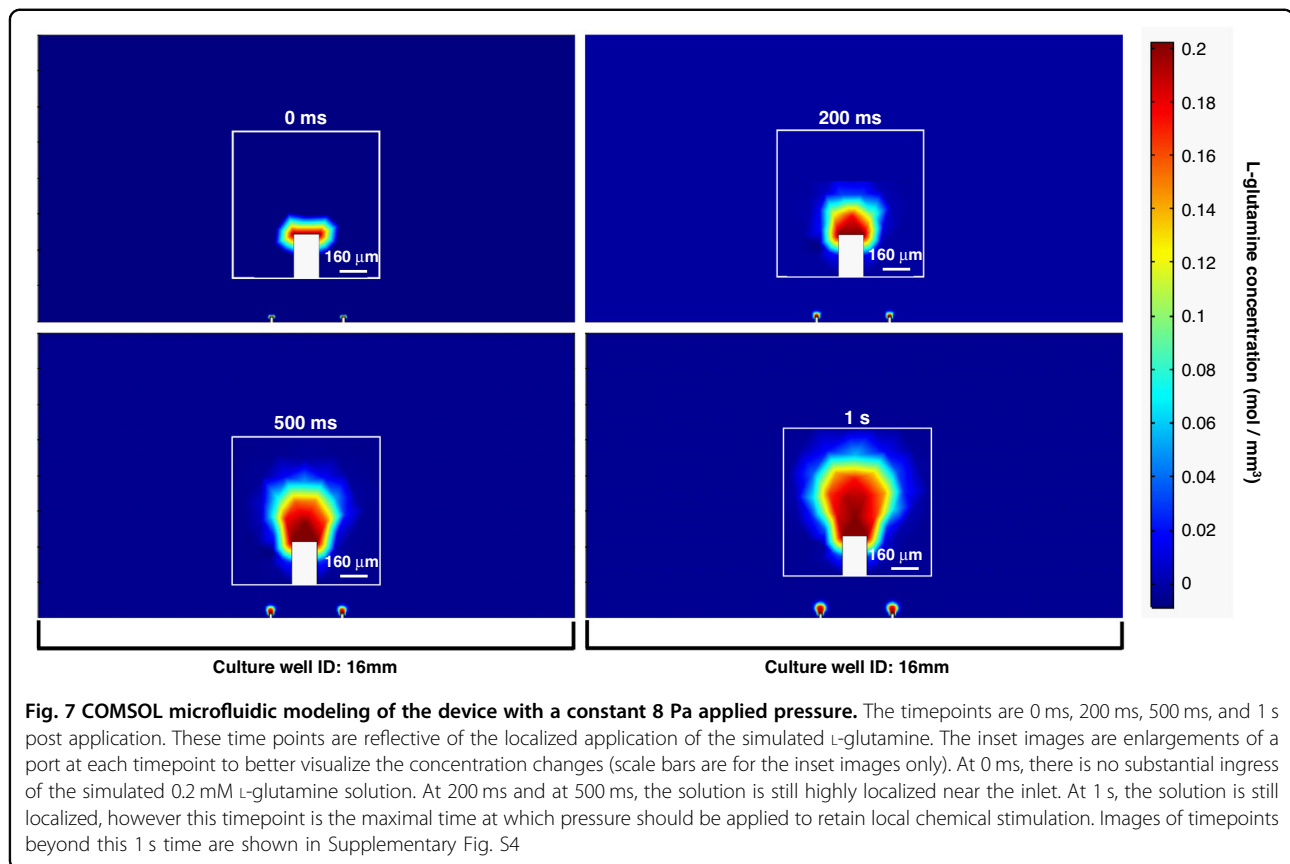 0 ms
160 μm
200 ms
160 μm
500 ms
160 μm
1 s
160 μm
0.2
0.18
0.16
0.14
0.12
0.1
0.08
0.06
0.04
0.02
0
L-glutamine concentration (mol / mm³)
Culture well ID: 16mm
Culture well ID: 16mm
Fig. 7 COMSOL microfluidic modeling of the device with a constant 8 Pa applied pressure. The timepoints are 0 ms, 200 ms, 500 ms, and 1 s
post application. These time points are reflective of the localized application of the simulated L-glutamine. The inset images are enlargements of a
port at each timepoint to better visualize the concentration changes (scale bars are for the inset images only). At 0 ms, there is no substantial ingress
of the simulated 0.2 mM L-glutamine solution. At 200 ms and at 500 ms, the solution is still highly localized near the inlet. At 1 s, the solution is still
localized, however this timepoint is the maximal time at which pressure should be applied to retain local chemical stimulation. Images of timepoints
beyond this 1 s time are shown in Supplementary Fig. S4